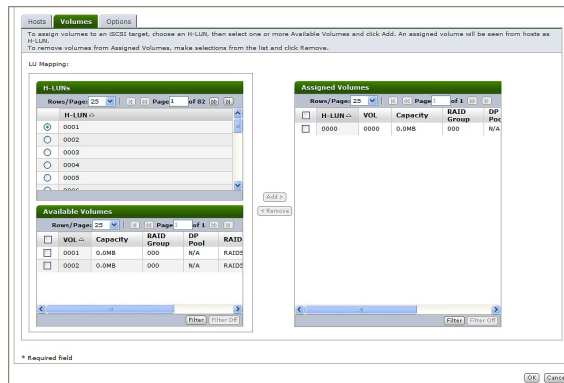 Hosts Volumes Options
To assign volumes to an iSCSI target, choose an H-LUN, then select one or more Available Volumes and click Add. An assigned volume will be seen from hosts as
H-LUN.
To remove volumes from Assigned Volumes, make selections from the list and click Remove.
LU Mapping:
H-LUNs
Rows/Page: 25 Page 1 of 82
H-LUN
0001
0002
0003
0004
0005
Available Volumes
Rows/Page: 25 Page 1 of 1
VOL Capacity RAID Group DP Pool RAID
0001 0.0MB 000 N/A RAID5
0002 0.0MB 000 N/A RAID5
Filter Filter Off
Add >
< Remove
Assigned Volumes
Rows/Page: 25 Page 1 of 1
H-LUN VOL Capacity RAID Group DP Poo
0000 0000 0.0MB 000 N/A
Filter Filter Off
* Required field
OK Cance